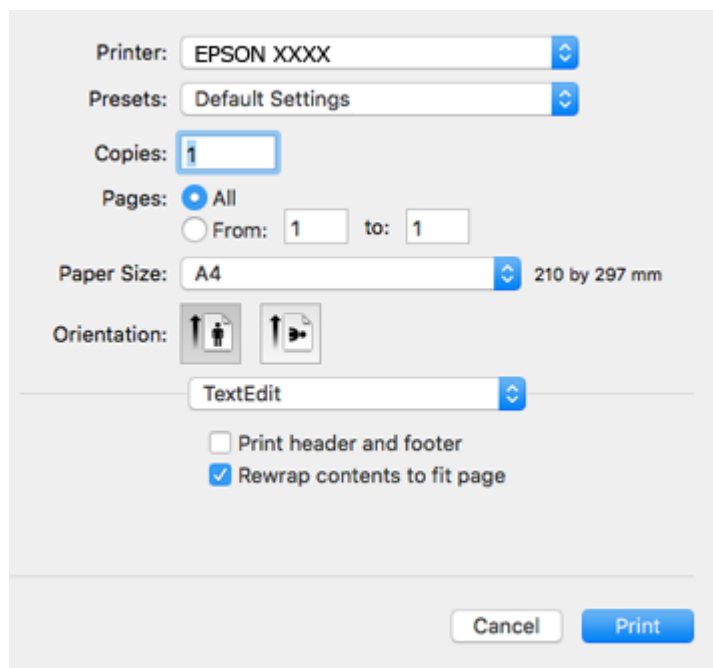 Printer: EPSON XXXX
Presets: Default Settings
Copies: 1
Pages: All
From: 1 to: 1
Paper Size: A4 210 by 297 mm
Orientation:
TextEdit
Print header and footer
Rewrap contents to fit page
Cancel Print